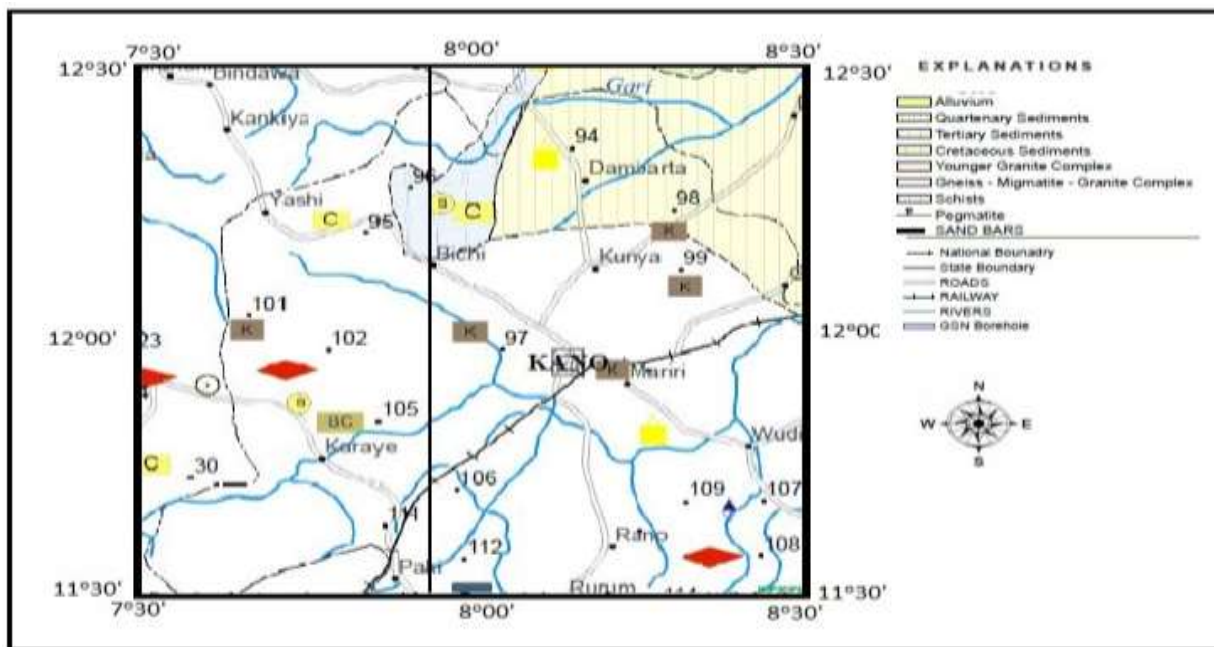 7°30'
8°00'
8°30'
12°30'
Bindawa
Gari
12°30'
Kankiya
94
Dambarta
96
B
C
98
Yashi
C
95
K
Bichi
Kunya
99
K
101
K
12°00'
23
102
K
97
KANO
K
Mariri
12°00'
B
BC
105
Karaye
Wudi
C
30
106
109
107
111
112
Rano
108
Paki
Rurum
11°30'
11°30'
7°30'
8°00'
8°30'
EXPLANATIONS
Alluvium
Quartenary Sediments
Tertiary Sediments
Cretaceous Sediments
Younger Granite Complex
Gneiss - Migmatite - Granite Complex
Schists
Pegmatite
SAND BARS
National Bounadry
State Boundary
ROADS
RAILWAY
RIVERS
GSN Borehole
N
W
E
S